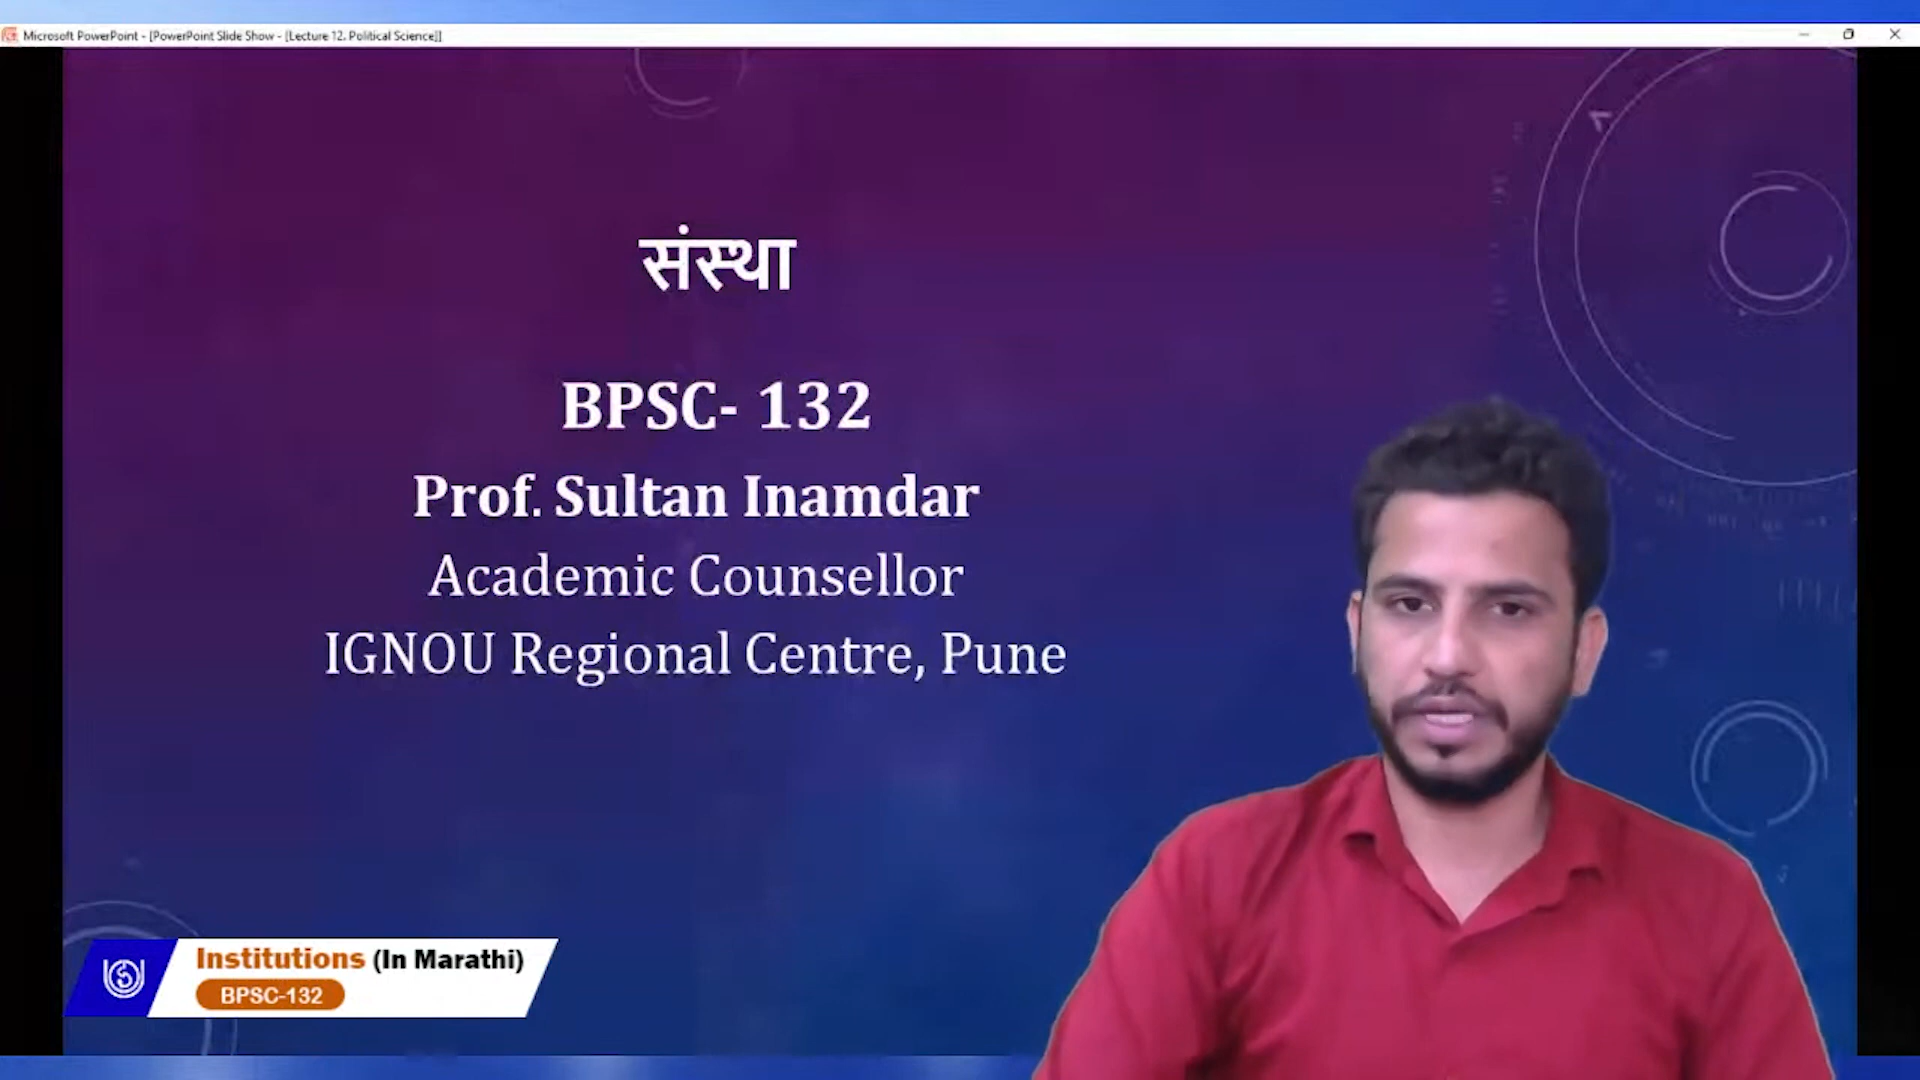 Microsoft PowerPoint - [PowerPoint Slide Show - [Lecture 12. Political Science]]
संस्था
BPSC- 132
Prof. Sultan Inamdar
Academic Counsellor
IGNOU Regional Centre, Pune
Institutions (In Marathi)
BPSC-132